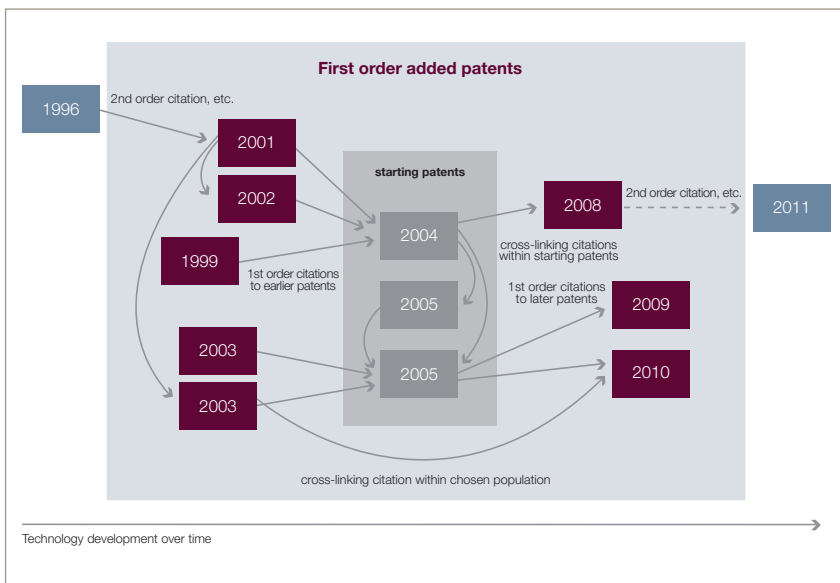 First order added patents
1996
2nd order citation, etc.
2001
starting patents
2002
2008
2nd order citation, etc.
2011
2004
1999
cross-linking citations
within starting patents
1st order citations
to earlier patents
2005
1st order citations
to later patents
2009
2003
2005
2010
2003
cross-linking citation within chosen population
Technology development over time